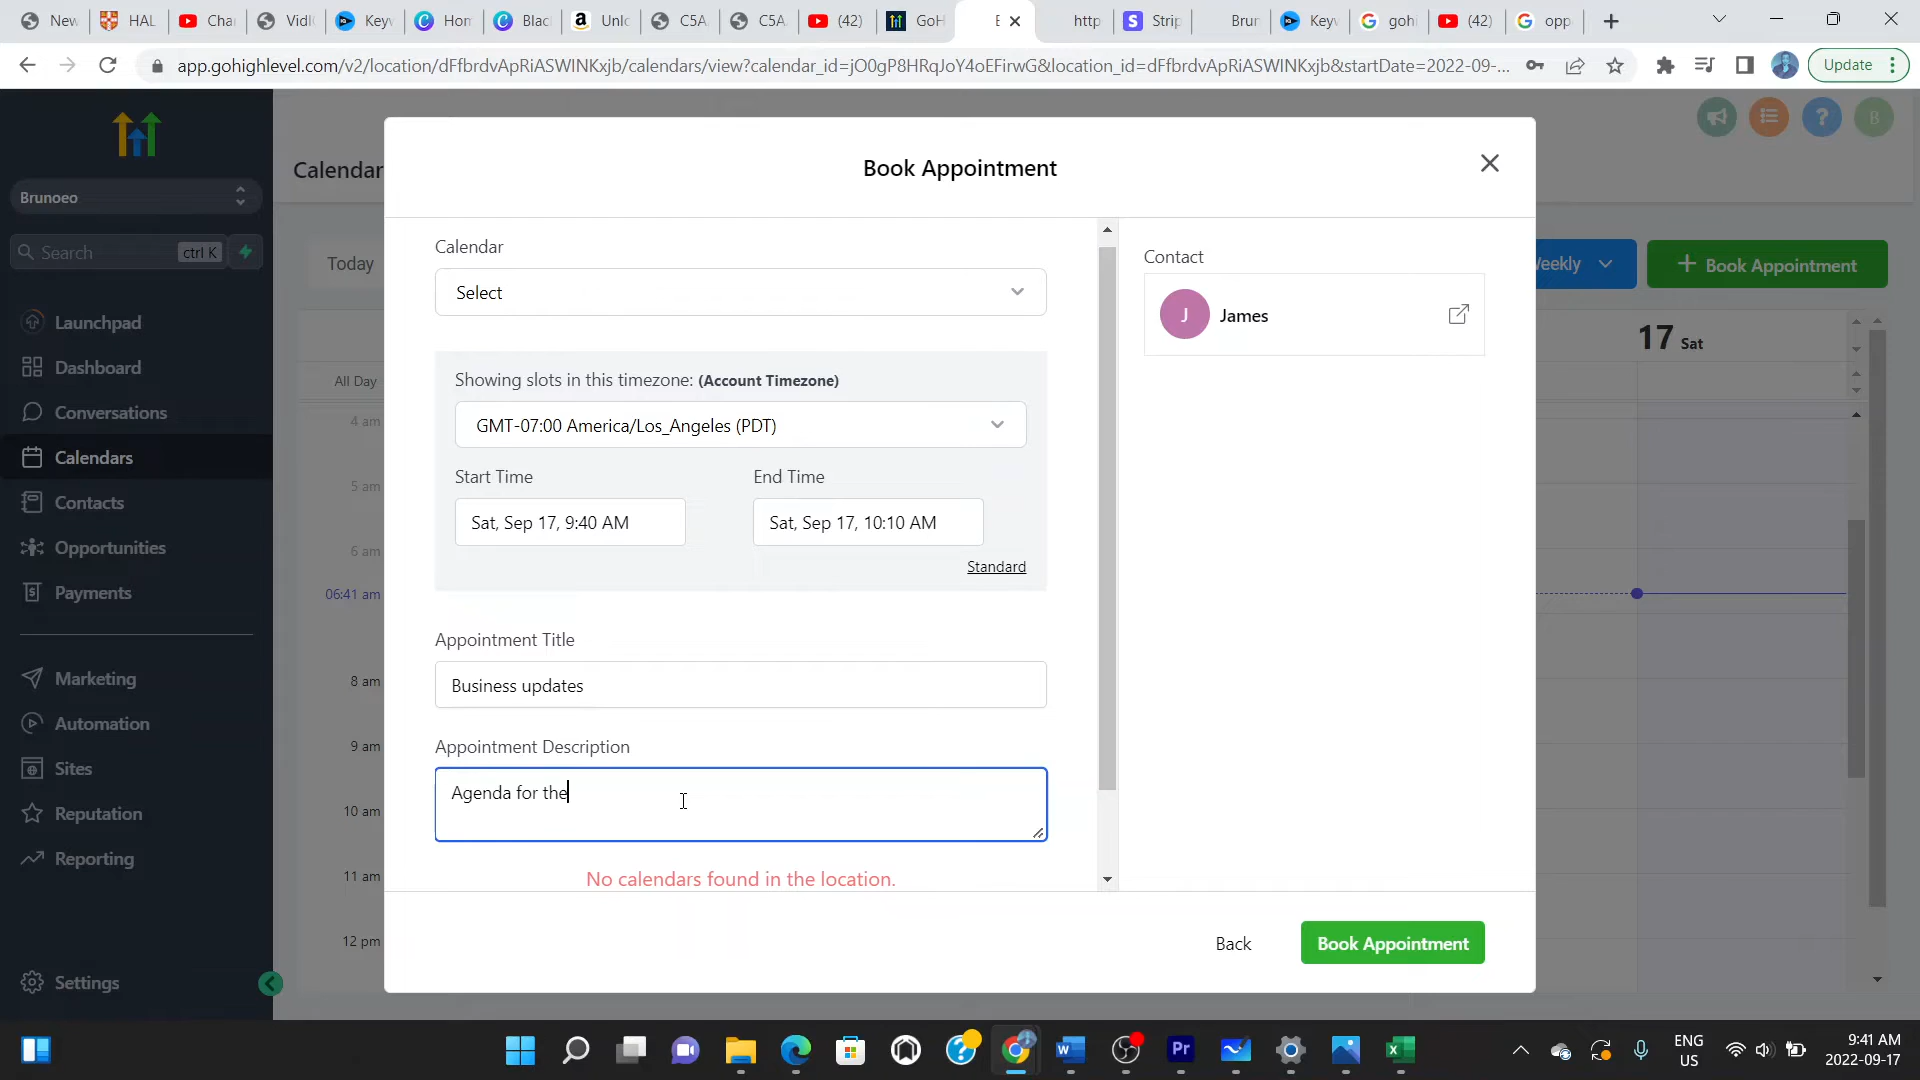 New
HAL
Cha
Vidl
Keyw
Hon
Blac
Unlo
C5A
C5A
(42)
GoH
E
http
Strip
Brun
Keyw
gohi
(42)
opp
app.gohighlevel.com/v2/location/dFfbrdvApRiASWINKxjb/calendars/view?calendar_id=jO0gP8HRqJoY4oEFirwG&location_id=dFfbrdvApRiASWINKxjb&startDate=2022-09-...
Update
Brunoeo
Search
ctrl K
Launchpad
Dashboard
Conversations
Calendars
Contacts
Opportunities
Payments
Marketing
Automation
Sites
Reputation
Reporting
Settings
Calendar
Today
B
Weekly
+ Book Appointment
17 Sat
All Day
4 am
5 am
6 am
06:41 am
8 am
9 am
10 am
11 am
12 pm
Book Appointment
Calendar
Select
Showing slots in this timezone: (Account Timezone)
GMT-07:00 America/Los_Angeles (PDT)
Start Time
End Time
Sat, Sep 17, 9:40 AM
Sat, Sep 17, 10:10 AM
Standard
Appointment Title
Business updates
Appointment Description
Agenda for the
No calendars found in the location.
Contact
J
James
Back
Book Appointment
ENG
US
9:41 AM
2022-09-17